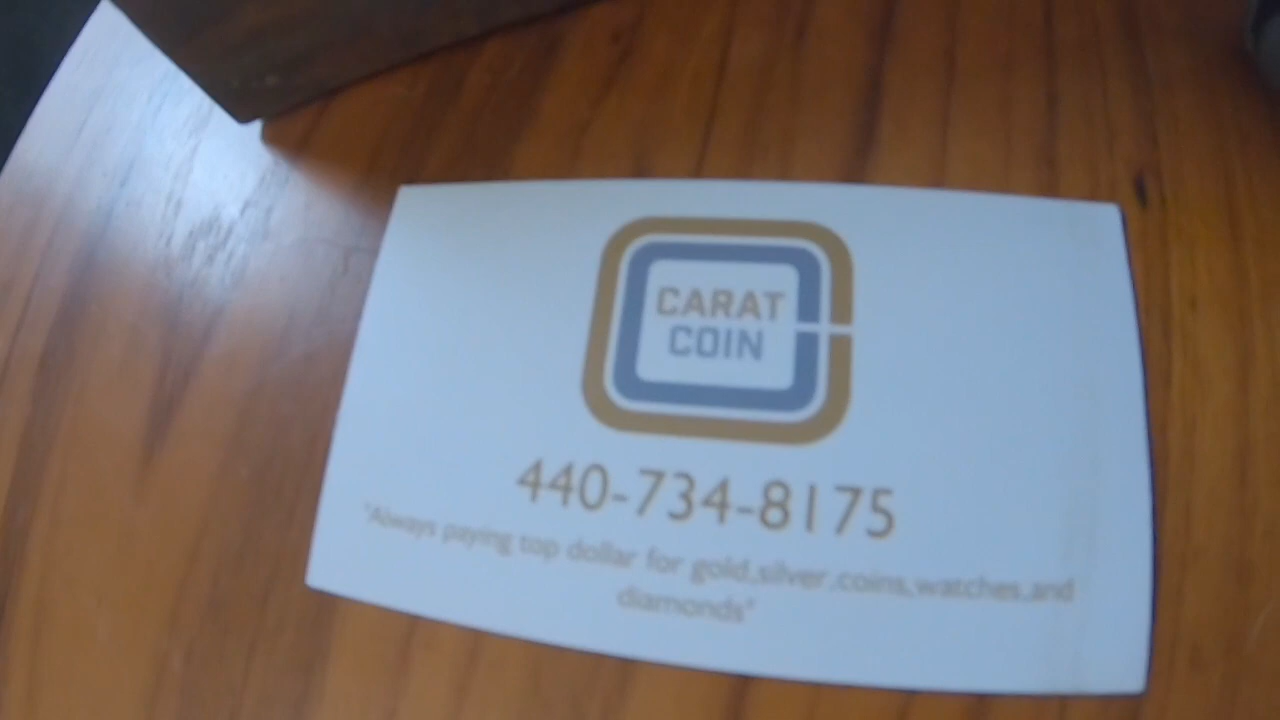 CARAT
COIN
440-734-8175
"Always paying top dollar for gold,silver,coins,watches,and
diamonds"